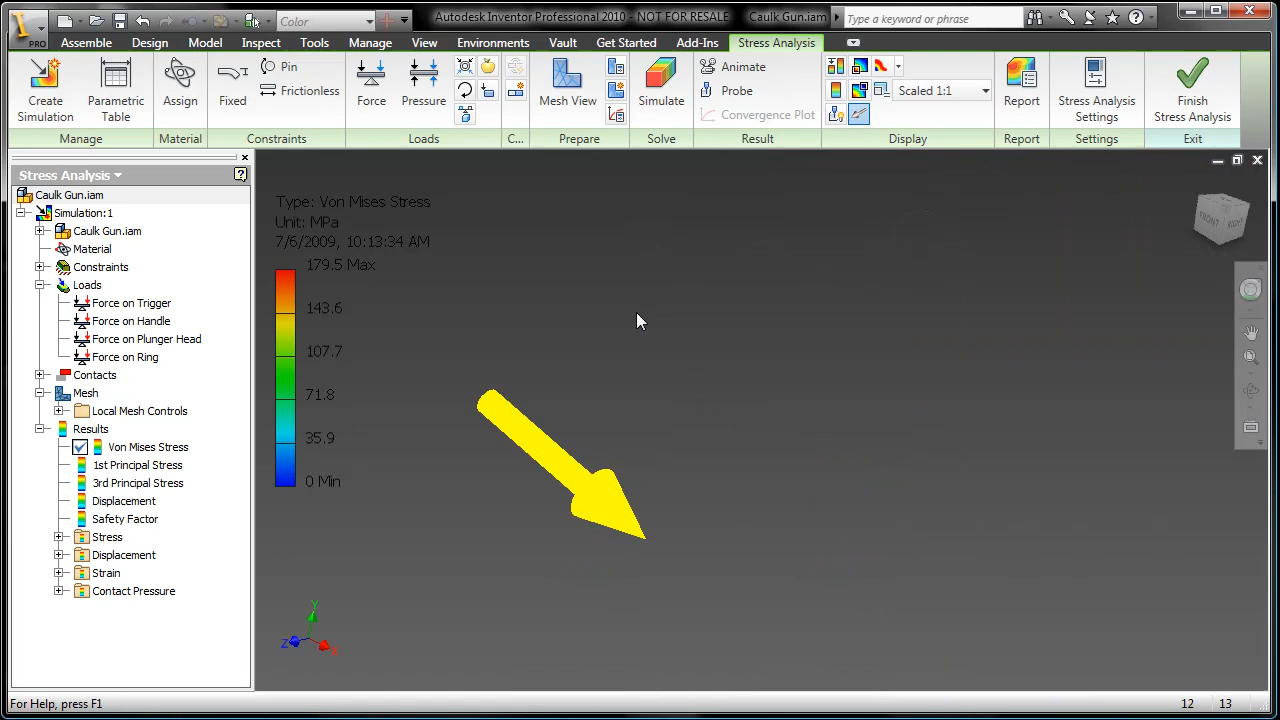 Color
Autodesk Inventor Professional 2010 - NOT FOR RESALE Caulk Gun.iam
Type a keyword or phrase
PRO
Assemble Design Model Inspect Tools Manage View Environments Vault Get Started Add-Ins Stress Analysis
Create Simulation
Parametric Table
Assign
Fixed
Pin
Frictionless
Force
Pressure
Mesh View
Simulate
Animate
Probe
Convergence Plot
Scaled 1:1
Report
Stress Analysis Settings
Finish Stress Analysis
Manage Material Constraints Loads C... Prepare Solve Result Display Report Settings Exit
Stress Analysis
Caulk Gun.iam
Simulation:1
Caulk Gun.iam
Material
Constraints
Loads
Force on Trigger
Force on Handle
Force on Plunger Head
Force on Ring
Contacts
Mesh
Local Mesh Controls
Results
Von Mises Stress
1st Principal Stress
3rd Principal Stress
Displacement
Safety Factor
Stress
Displacement
Strain
Contact Pressure
Type: Von Mises Stress
Unit: MPa
7/6/2009, 10:13:34 AM
179.5 Max
143.6
107.7
71.8
35.9
0 Min
FRONT RIGHT
Y
Z
X
For Help, press F1
12 13